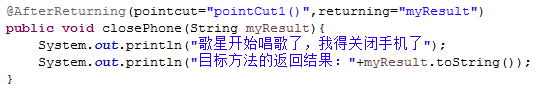 @AfterReturning(pointcut="pointCut1()",returning="myResult")
public void closePhone(String myResult){
System.out.println("歌星开始唱歌了，我得关闭手机了");
System.out.println("目标方法的返回结果："+myResult.toString());
}